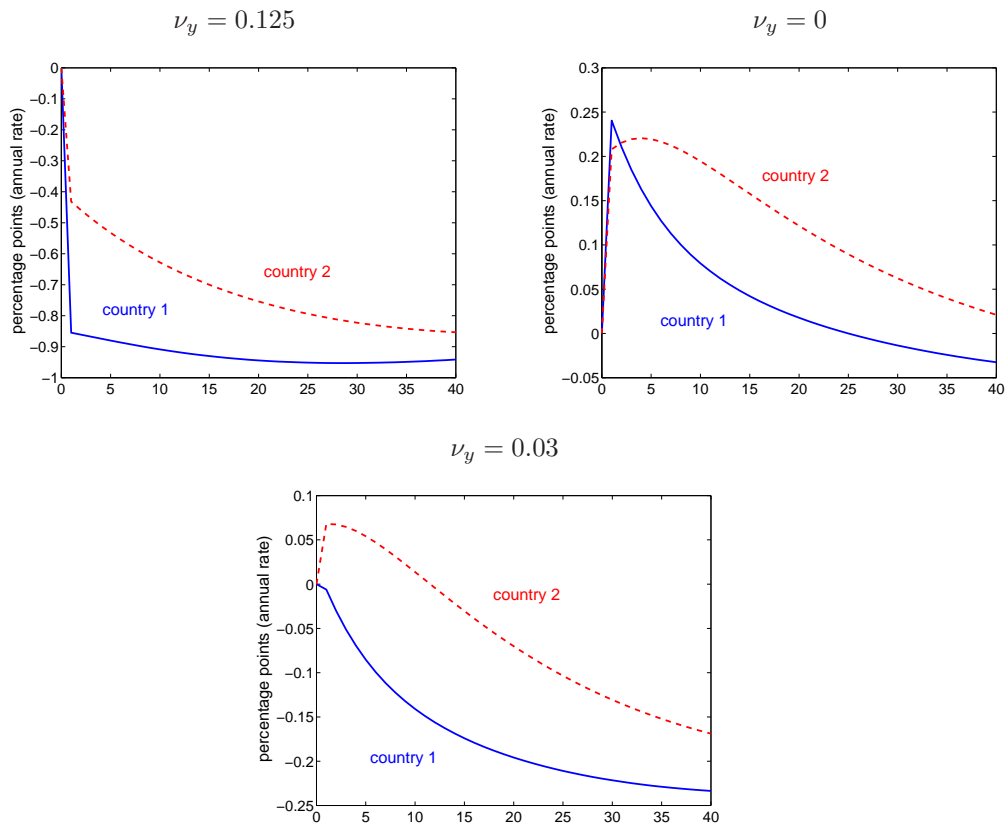 ν_y = 0.125
percentage points (annual rate)
0
−0.1
−0.2
−0.3
−0.4
−0.5
−0.6
−0.7
−0.8
−0.9
−1
country 2
country 1
0 5 10 15 20 25 30 35 40
ν_y = 0
percentage points (annual rate)
0.3
0.25
0.2
0.15
0.1
0.05
0
−0.05
country 2
country 1
0 5 10 15 20 25 30 35 40
ν_y = 0.03
percentage points (annual rate)
0.1
0.05
0
−0.05
−0.1
−0.15
−0.2
−0.25
country 2
country 1
0 5 10 15 20 25 30 35 40